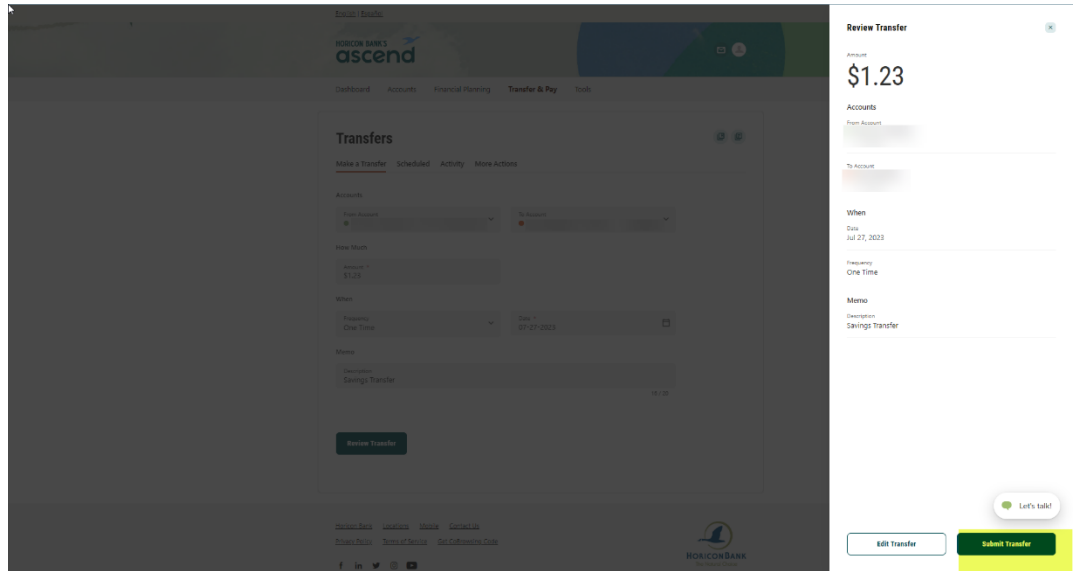 English / Español
HORICON BANK'S
ascend
Dashboard Accounts Financial Planning Transfer & Pay Tools
Transfers
Make a Transfer Scheduled Activity More Actions
Accounts
From Account
To Account
How Much
Amount *
$1.23
When
Frequency
One Time
Date *
07-27-2023
Memo
Description
Savings Transfer
Review Transfer
Horicon Bank Locations Mobile Contact Us
Privacy Policy Terms of Service
HORICON BANK
Review Transfer
Amount
$1.23
Accounts
From Account
To Account
When
Date
Jul 27, 2023
Frequency
One Time
Memo
Description
Savings Transfer
Let's talk!
Edit Transfer
Submit Transfer